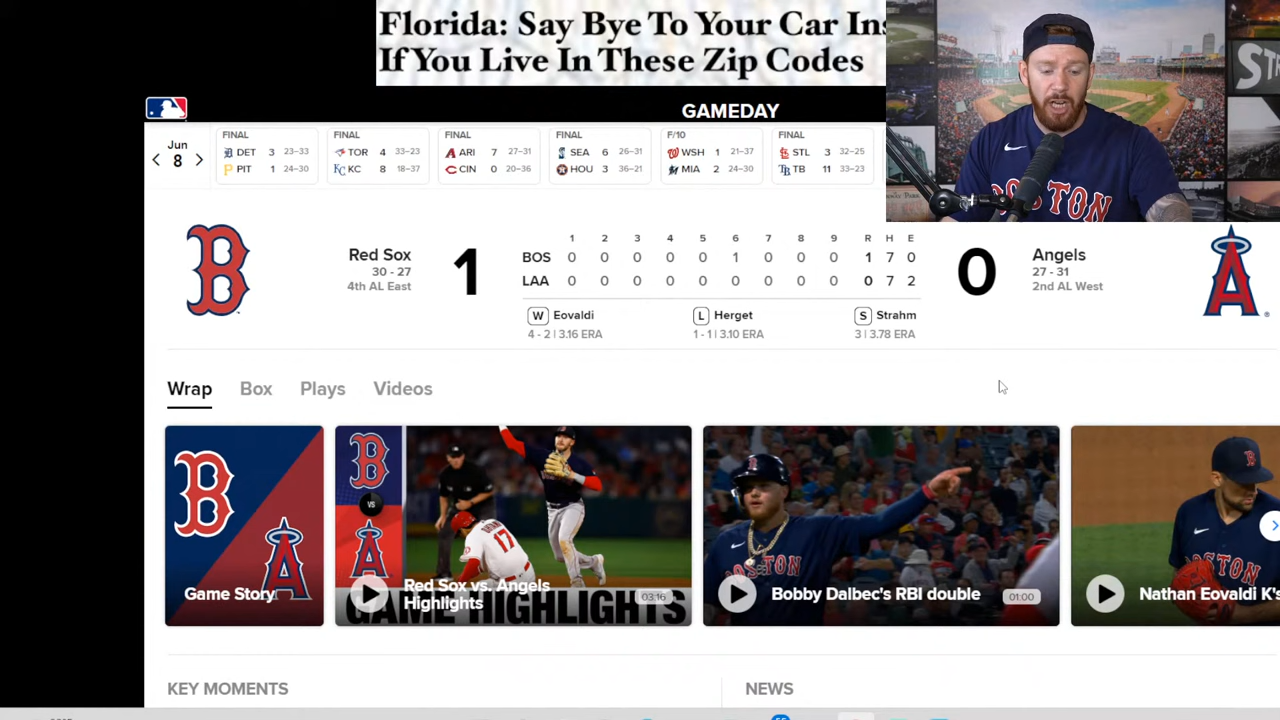 Florida: Say Bye To Your Car Ins
If You Live In These Zip Codes
GAMEDAY
Jun
8
FINAL
DET 3 23-33
PIT 1 24-30
FINAL
TOR 4 33-23
KC 8 18-37
FINAL
ARI 7 27-31
CIN 0 20-36
FINAL
SEA 6 26-31
HOU 3 36-21
F/10
WSH 1 21-37
MIA 2 24-30
FINAL
STL 3 32-25
TB 11 33-23
BOSTON
B
Red Sox
30 - 27
4th AL East
1
1 2 3 4 5 6 7 8 9 R H E
BOS 0 0 0 0 0 1 0 0 0 1 7 0
LAA 0 0 0 0 0 0 0 0 0 0 7 2
W Eovaldi
4 - 2 | 3.16 ERA
L Herget
1 - 1 | 3.10 ERA
S Strahm
3 | 3.78 ERA
0
Angels
27 - 31
2nd AL West
A
Wrap Box Plays Videos
B
A
Game Story
B
VS
A
17
Red Sox vs. Angels
Highlights
03:16
GAME HIGHLIGHTS
BOSTON
Bobby Dalbec's RBI double
01:00
BOSTON
Nathan Eovaldi K's
KEY MOMENTS
NEWS